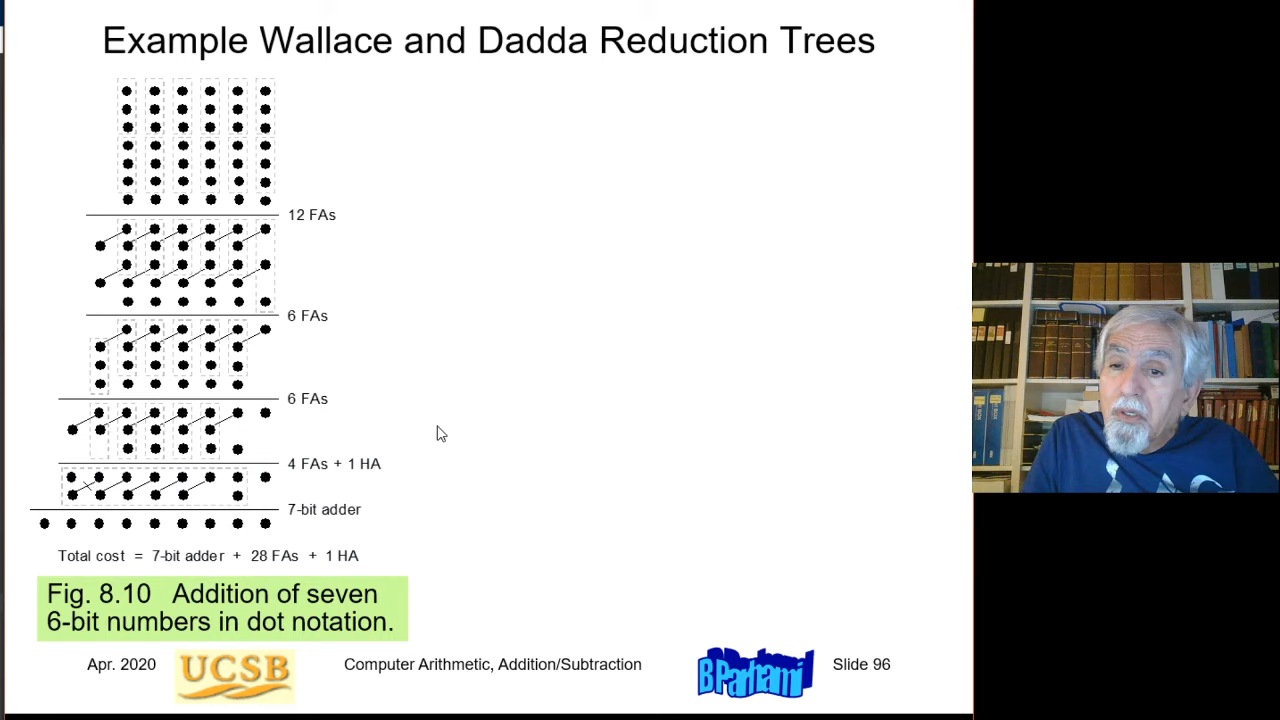 Example Wallace and Dadda Reduction Trees
12 FAs
6 FAs
6 FAs
4 FAs + 1 HA
7-bit adder
Total cost = 7-bit adder + 28 FAs + 1 HA
Fig. 8.10 Addition of seven
6-bit numbers in dot notation.
Apr. 2020
UCSB
Computer Arithmetic, Addition/Subtraction
B Parhami
Slide 96